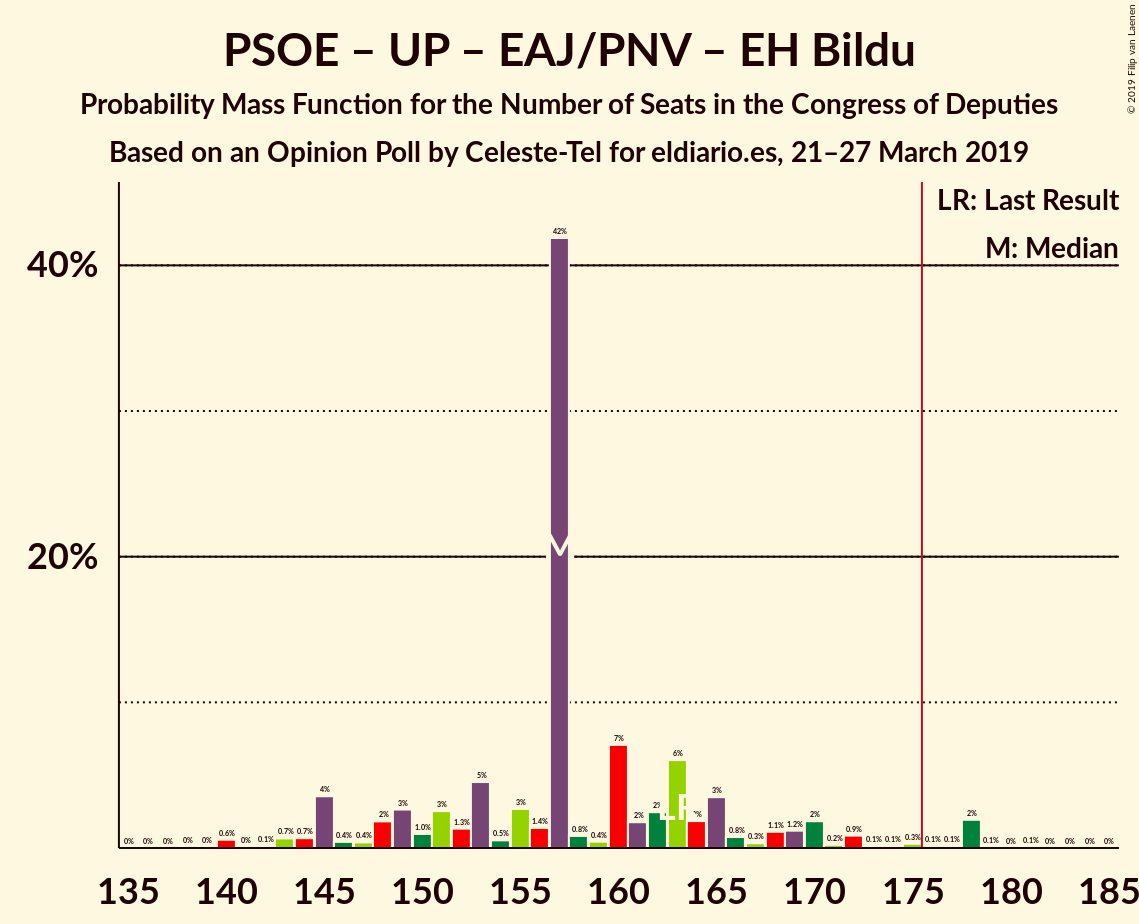 PSOE – UP – EAJ/PNV – EH Bildu
Probability Mass Function for the Number of Seats in the Congress of Deputies
Based on an Opinion Poll by Celeste-Tel for eldiario.es, 21–27 March 2019
© 2019 Filip van Laenen
LR: Last Result
M: Median
40%
20%
0% 0% 0% 0% 0% 0.6% 0% 0.1% 0.7% 0.7% 4% 0.4% 0.4% 2% 3% 1.0% 3% 1.3% 5% 0.5% 3% 1.4% 42% 0.8% 0.4% 7% 2% 2% 6% 3% 0.8% 0.3% 1.1% 1.2% 2% 0.2% 0.9% 0.1% 0.1% 0.3% 0.1% 0.1% 2% 0.1% 0% 0.1% 0% 0% 0% 0%
135 140 145 150 155 160 165 170 175 180 185